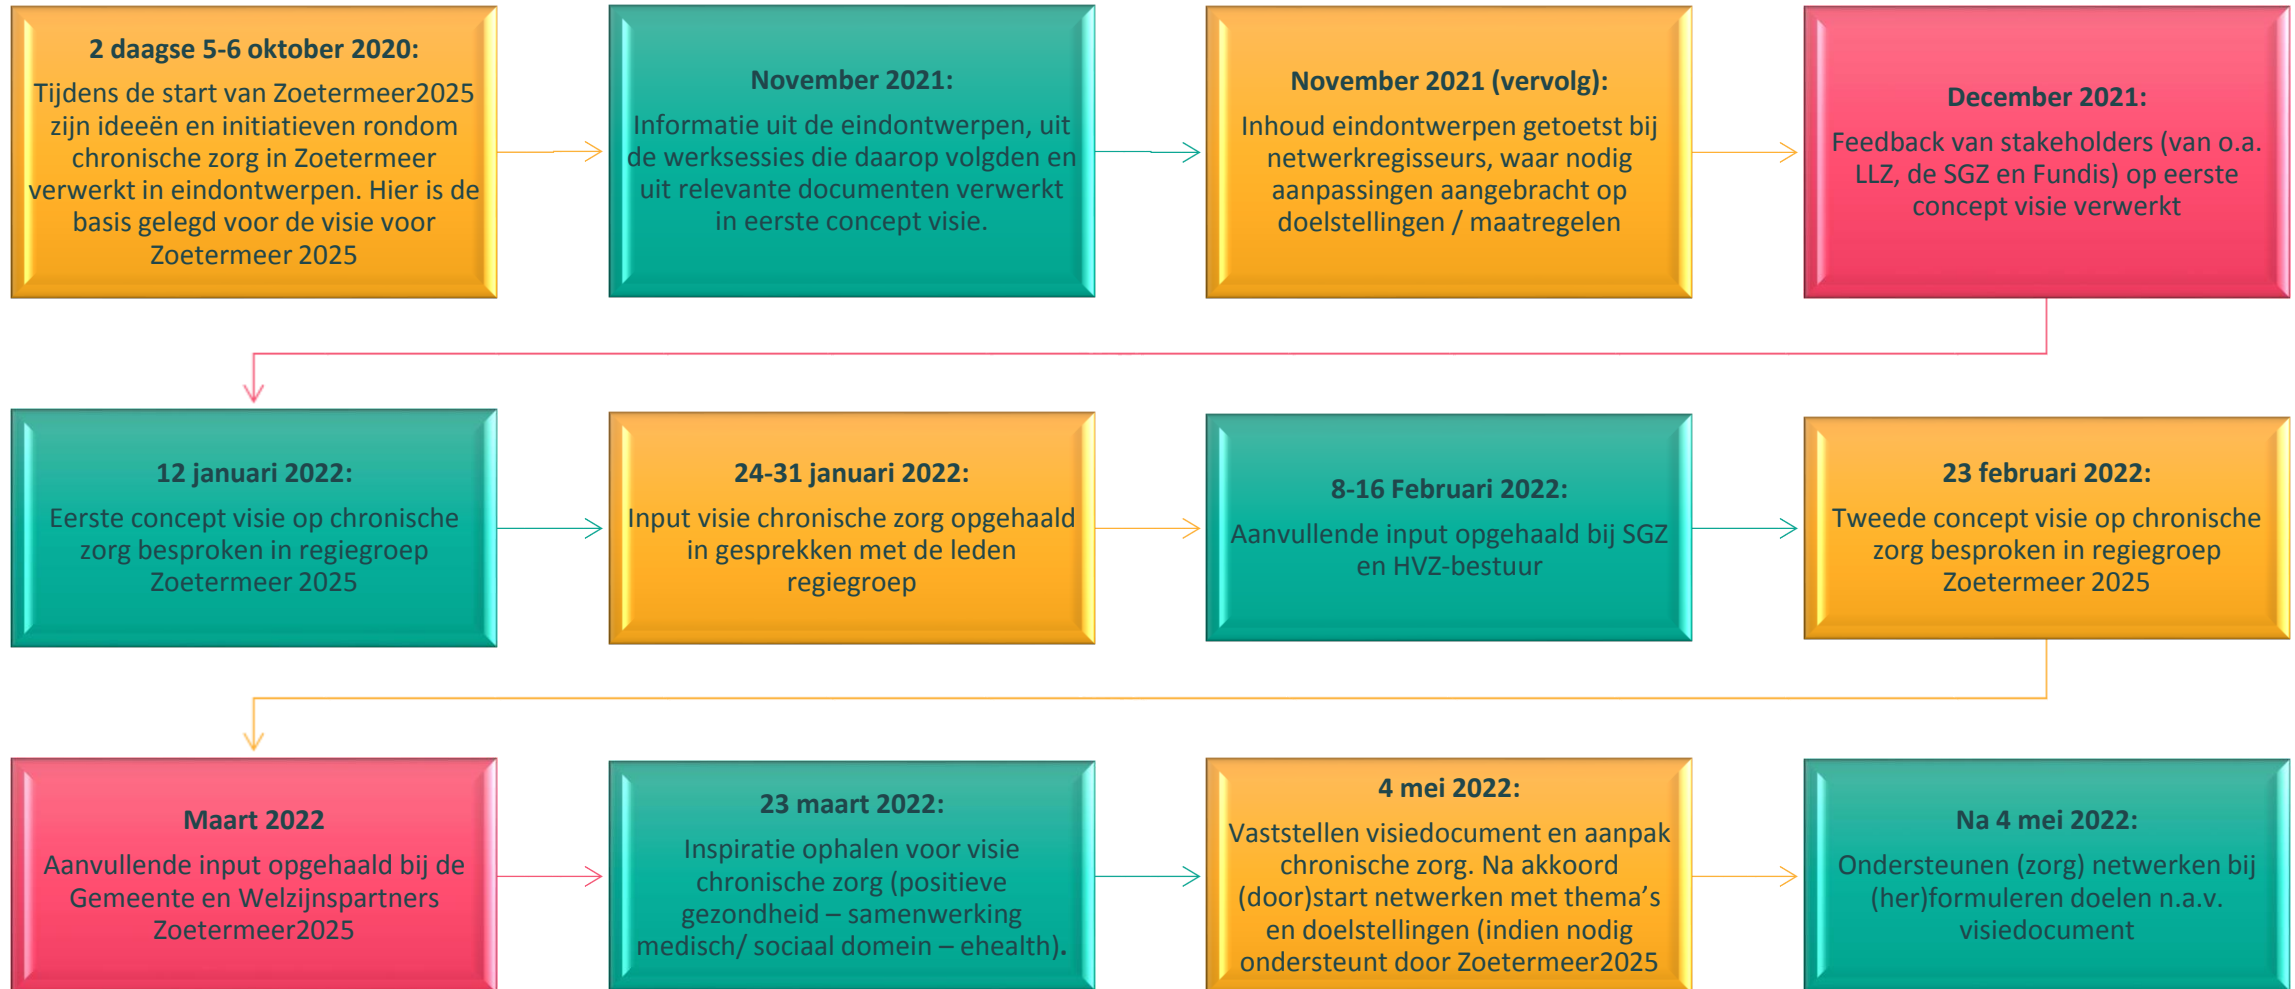 2 daagse 5-6 oktober 2020:
Tijdens de start van Zoetermeer2025
zijn ideeën en initiatieven rondom
chronische zorg in Zoetermeer
verwerkt in eindontwerpen. Hier is de
basis gelegd voor de visie voor
Zoetermeer 2025
November 2021:
Informatie uit de eindontwerpen, uit
de werksessies die daarop volgden en
uit relevante documenten verwerkt
in eerste concept visie.
November 2021 (vervolg):
Inhoud eindontwerpen getoetst bij
netwerkregisseurs, waar nodig
aanpassingen aangebracht op
doelstellingen / maatregelen
December 2021:
Feedback van stakeholders (van o.a.
LLZ, de SGZ en Fundis) op eerste
concept visie verwerkt
12 januari 2022:
Eerste concept visie op chronische
zorg besproken in regiegroep
Zoetermeer 2025
24-31 januari 2022:
Input visie chronische zorg opgehaald
in gesprekken met de leden
regiegroep
8-16 Februari 2022:
Aanvullende input opgehaald bij SGZ
en HVZ-bestuur
23 februari 2022:
Tweede concept visie op chronische
zorg besproken in regiegroep
Zoetermeer 2025
Maart 2022
Aanvullende input opgehaald bij de
Gemeente en Welzijnspartners
Zoetermeer2025
23 maart 2022:
Inspiratie ophalen voor visie
chronische zorg (positieve
gezondheid – samenwerking
medisch/ sociaal domein – ehealth).
4 mei 2022:
Vaststellen visiedocument en aanpak
chronische zorg. Na akkoord
(door)start netwerken met thema’s
en doelstellingen (indien nodig
ondersteunt door Zoetermeer2025
Na 4 mei 2022:
Ondersteunen (zorg) netwerken bij
(her)formuleren doelen n.a.v.
visiedocument